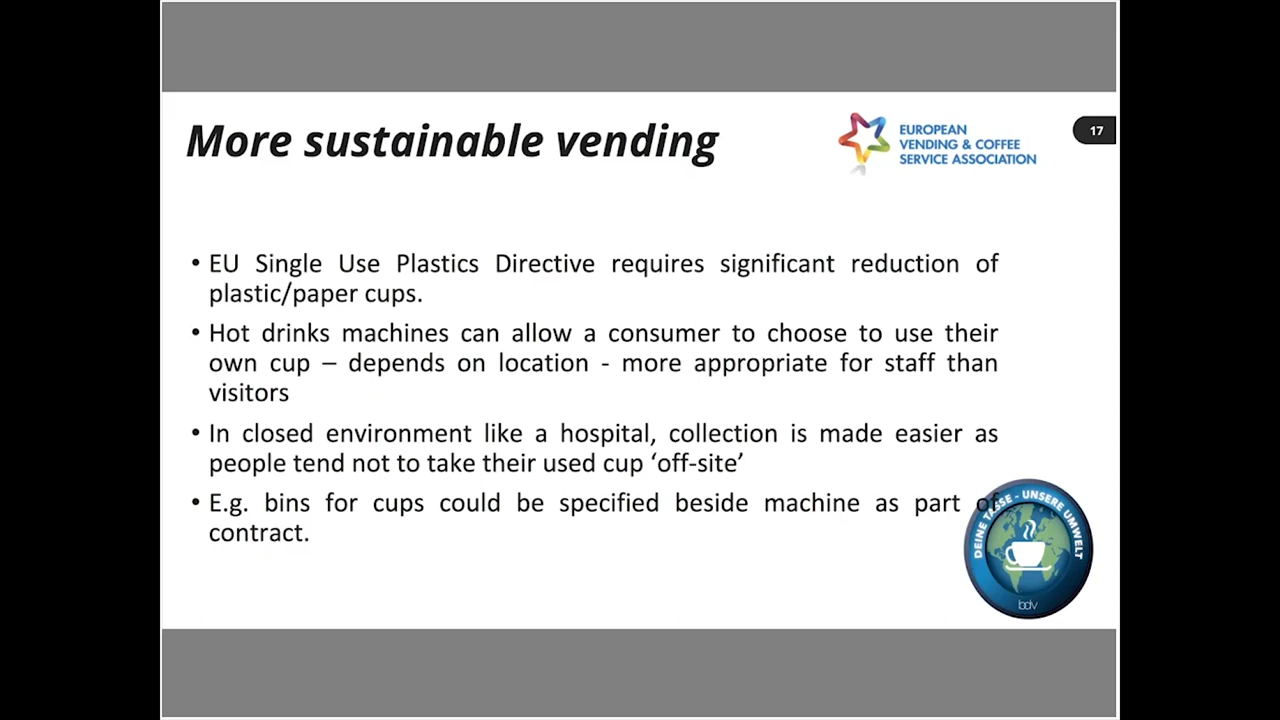 More sustainable vending
EUROPEAN
VENDING & COFFEE
SERVICE ASSOCIATION
17
• EU Single Use Plastics Directive requires significant reduction of
plastic/paper cups.
• Hot drinks machines can allow a consumer to choose to use their
own cup – depends on location - more appropriate for staff than
visitors
• In closed environment like a hospital, collection is made easier as
people tend not to take their used cup ‘off-site’
• E.g. bins for cups could be specified beside machine as part of
contract.
DEINE TASSE - UNSERE UMWELT
bdv